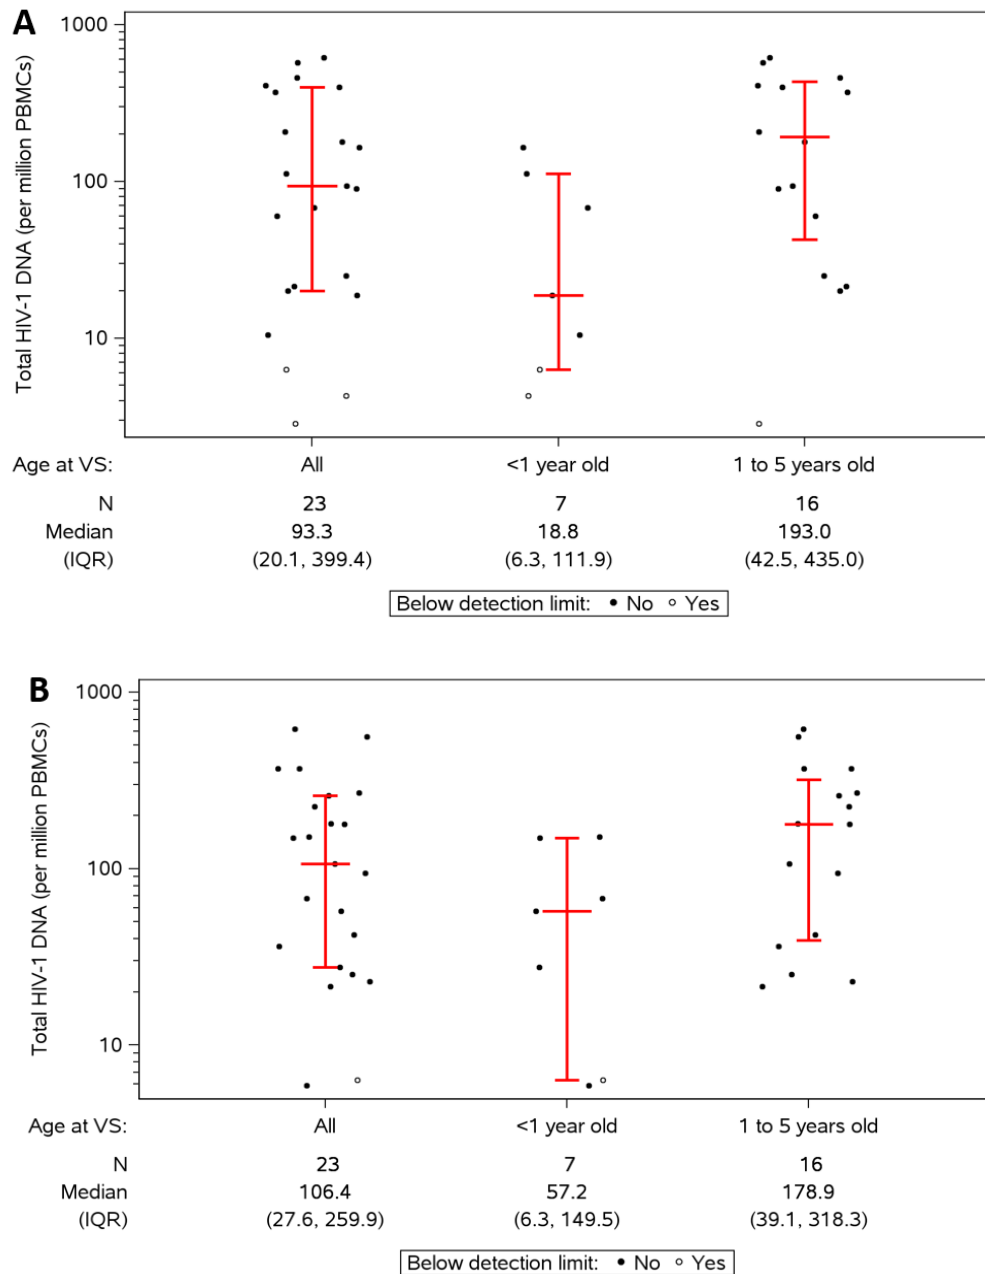 A
Total HIV-1 DNA (per million PBMCs)
1000
100
10
Age at VS: All <1 year old 1 to 5 years old
N 23 7 16
Median 93.3 18.8 193.0
(IQR) (20.1, 399.4) (6.3, 111.9) (42.5, 435.0)
Below detection limit: • No ○ Yes
B
Total HIV-1 DNA (per million PBMCs)
1000
100
10
Age at VS: All <1 year old 1 to 5 years old
N 23 7 16
Median 106.4 57.2 178.9
(IQR) (27.6, 259.9) (6.3, 149.5) (39.1, 318.3)
Below detection limit: • No ○ Yes